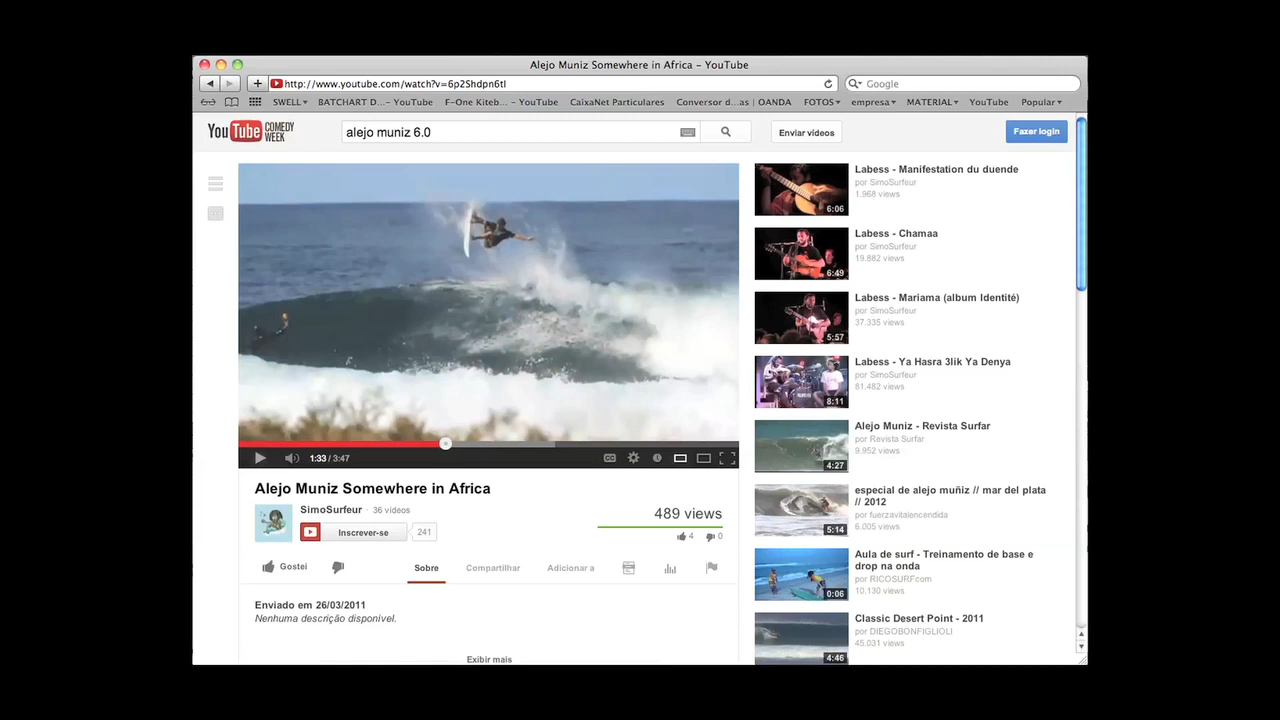 Alejo Muniz Somewhere in Africa – YouTube
http://www.youtube.com/watch?v=6p2Shdpn6tI
Google
SWELL BATCHART D...– YouTube F-One Kiteb... – YouTube CaixaNet Particulares Conversor d...as | OANDA FOTOS empresa MATERIAL YouTube Popular
YouTube COMEDY WEEK
alejo muniz 6.0
Enviar vídeos
Fazer login
1:33 / 3:47
Alejo Muniz Somewhere in Africa
SimoSurfeur · 36 vídeos
Inscrever-se 241
489 views
4 0
Gostei
Sobre Compartilhar Adicionar a
Enviado em 26/03/2011
Nenhuma descrição disponível.
Exibir mais
6:06
Labess - Manifestation du duende
por SimoSurfeur
1.968 views
6:49
Labess - Chamaa
por SimoSurfeur
19.882 views
5:57
Labess - Mariama (album Identité)
por SimoSurfeur
37.335 views
8:11
Labess - Ya Hasra 3lik Ya Denya
por SimoSurfeur
81.482 views
4:27
Alejo Muniz - Revista Surfar
por Revista Surfar
9.952 views
5:14
especial de alejo muñiz // mar del plata
// 2012
por fuerzavitalencendida
6.005 views
0:06
Aula de surf - Treinamento de base e
drop na onda
por RICOSURFcom
10.130 views
4:46
Classic Desert Point - 2011
por DIEGOBONFIGLIOLI
45.031 views